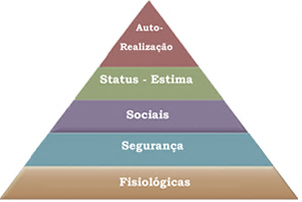 Auto-
Realização
Status - Estima
Sociais
Segurança
Fisiológicas